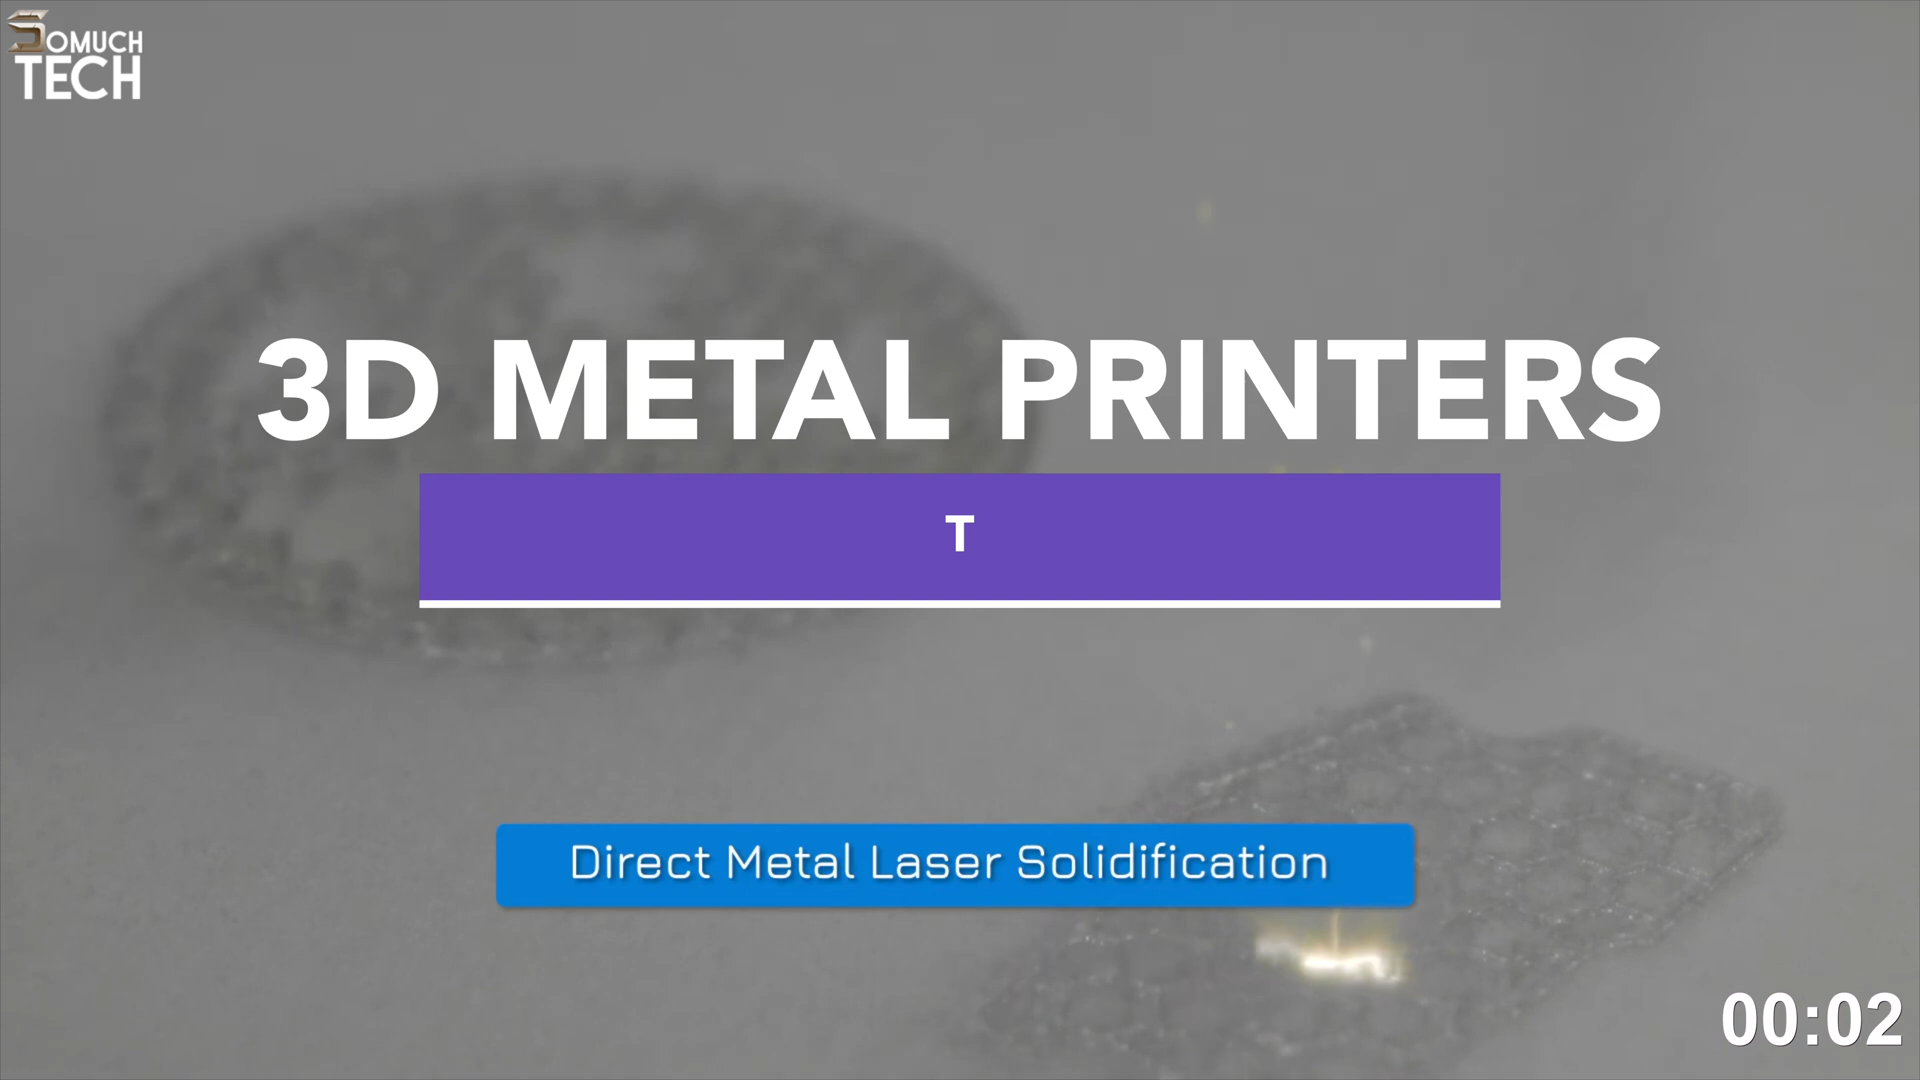 SOMUCH
TECH
3D METAL PRINTERS
T
Direct Metal Laser Solidification
00:02